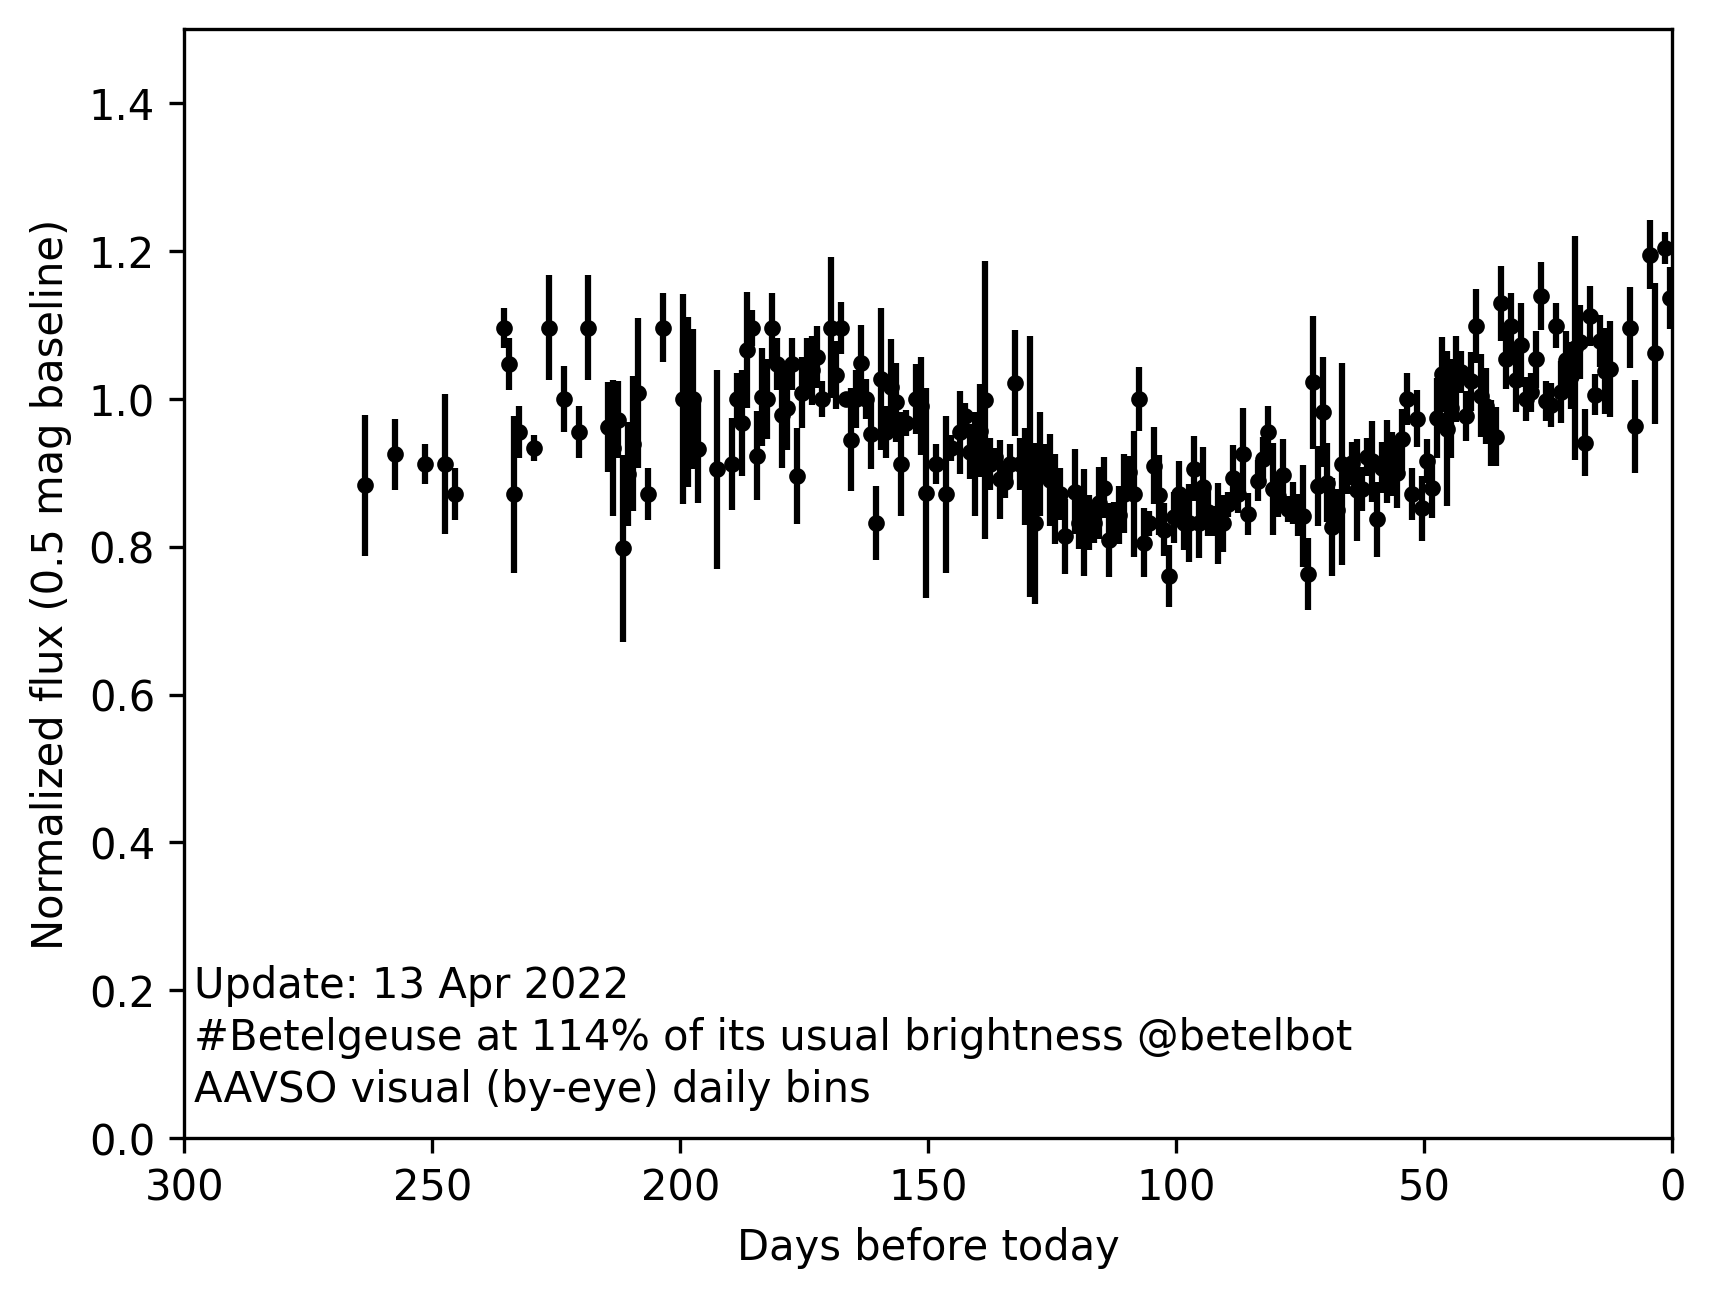 1.4
1.2
1.0
0.8
0.6
0.4
0.2
0.0
Normalized flux (0.5 mag baseline)
Update: 13 Apr 2022
#Betelgeuse at 114% of its usual brightness @betelbot
AAVSO visual (by-eye) daily bins
300 250 200 150 100 50 0
Days before today